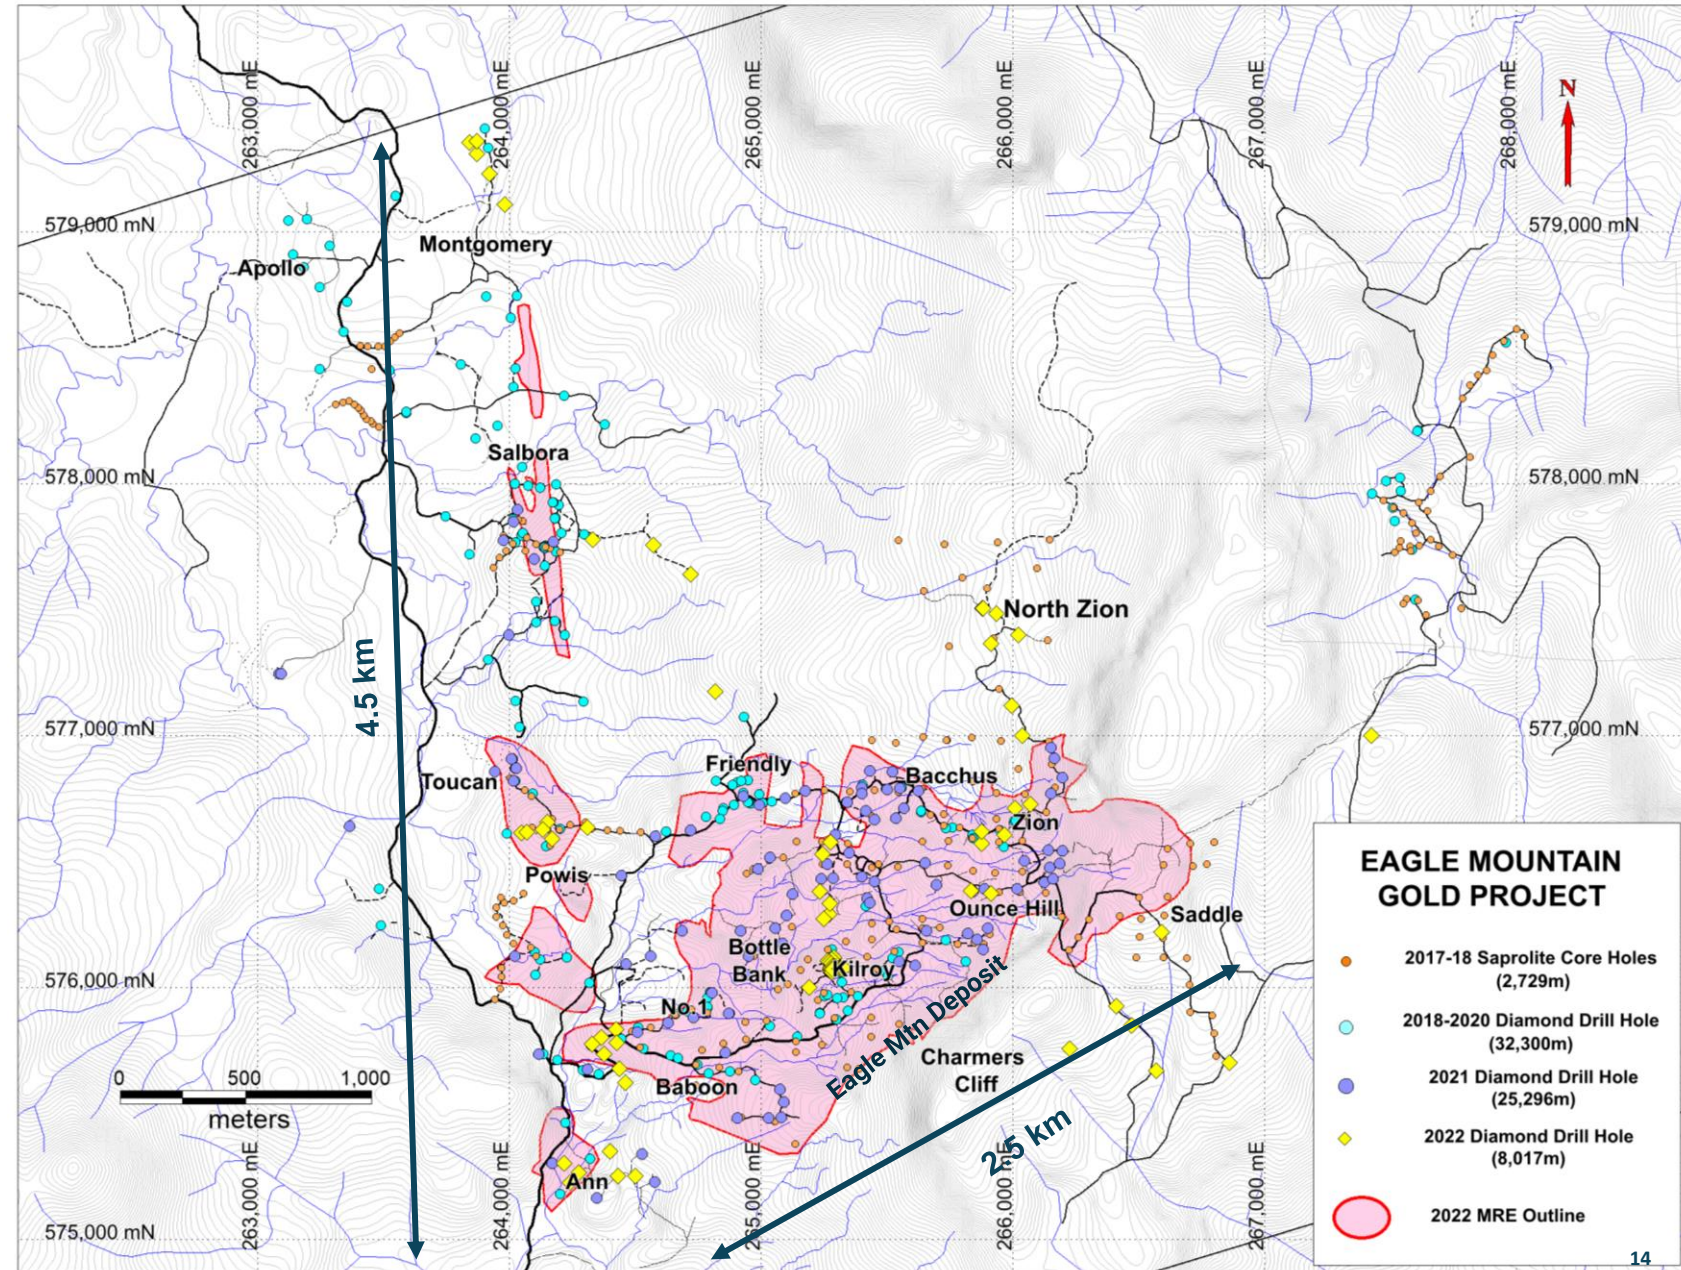 263,000 mE
264,000 mE
265,000 mE
266,000 mE
267,000 mE
268,000 mE
N
579,000 mN
579,000 mN
Montgomery
Apollo
Salbora
578,000 mN
578,000 mN
North Zion
4.5 km
577,000 mN
577,000 mN
Toucan
Friendly
Bacchus
Zion
Powis
Ounce Hill
Saddle
Bottle
Bank
Kilroy
576,000 mN
No.1
Eagle Mtn Deposit
Charmers
Cliff
Baboon
0 500 1,000
meters
2.5 km
Ann
575,000 mN
263,000 mE
264,000 mE
265,000 mE
266,000 mE
267,000 mE
EAGLE MOUNTAIN
GOLD PROJECT
2017-18 Saprolite Core Holes
(2,729m)
2018-2020 Diamond Drill Hole
(32,300m)
2021 Diamond Drill Hole
(25,296m)
2022 Diamond Drill Hole
(8,017m)
2022 MRE Outline
14